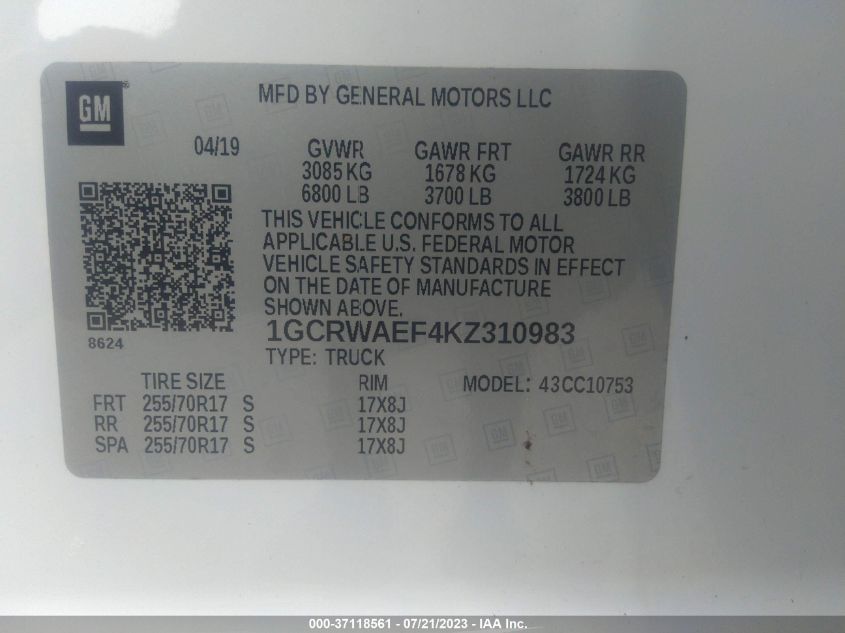 GM
MFD BY GENERAL MOTORS LLC
04/19
GVWR GAWR FRT GAWR RR
3085 KG 1678 KG 1724 KG
6800 LB 3700 LB 3800 LB
THIS VEHICLE CONFORMS TO ALL
APPLICABLE U.S. FEDERAL MOTOR
VEHICLE SAFETY STANDARDS IN EFFECT
ON THE DATE OF MANUFACTURE
SHOWN ABOVE.
8624
1GCRWAEF4KZ310983
TYPE: TRUCK
TIRE SIZE RIM MODEL: 43CC10753
FRT 255/70R17 S 17X8J
RR 255/70R17 S 17X8J
SPA 255/70R17 S 17X8J
000-37118561 - 07/21/2023 - IAA Inc.